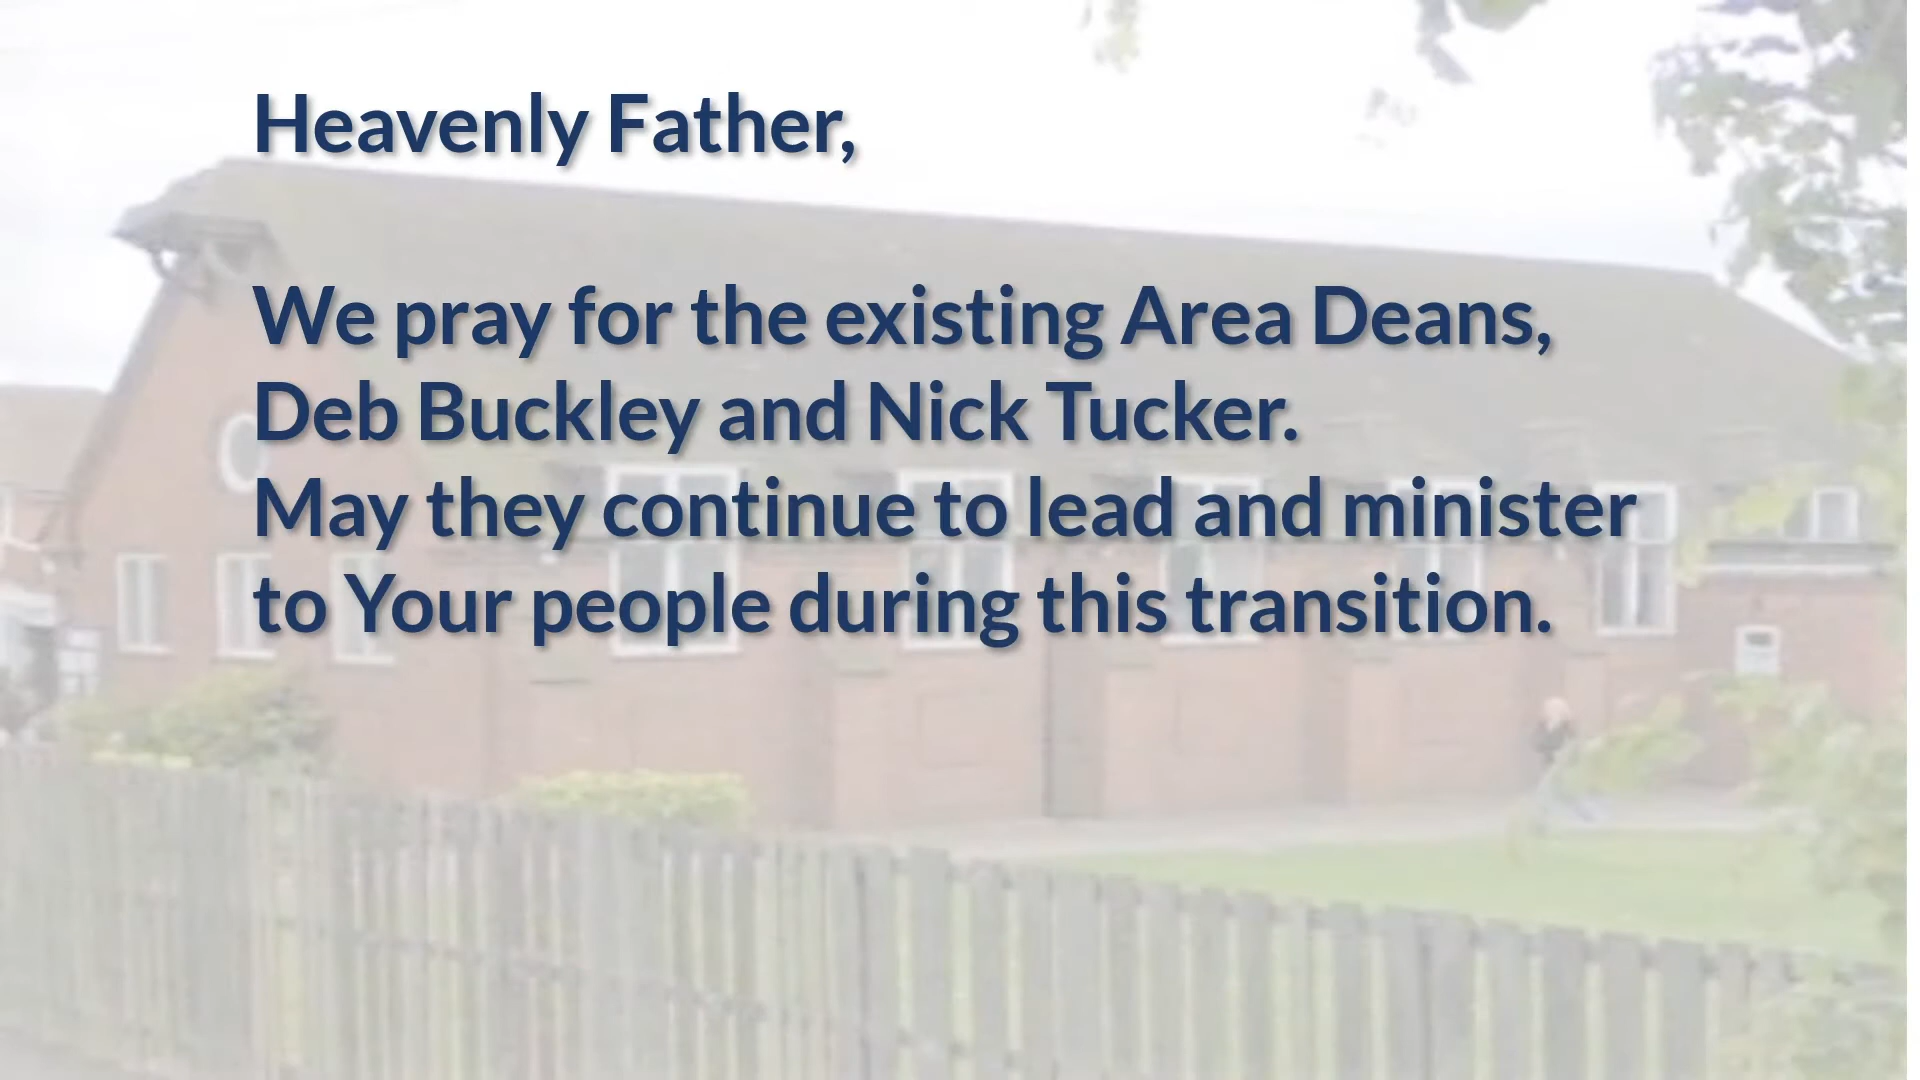 Heavenly Father,
We pray for the existing Area Deans,
Deb Buckley and Nick Tucker.
May they continue to lead and minister
to Your people during this transition.